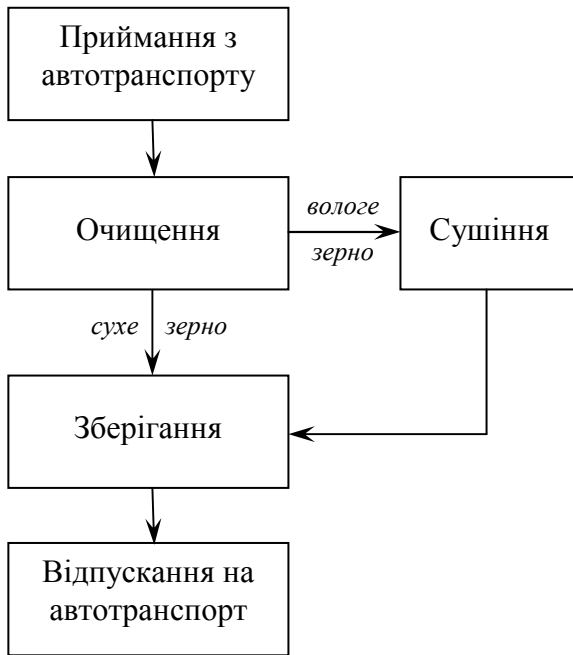 Приймання з
автотранспорту
Очищення
вологе
зерно
Сушіння
сухе зерно
Зберігання
Відпускання на
автотранспорт